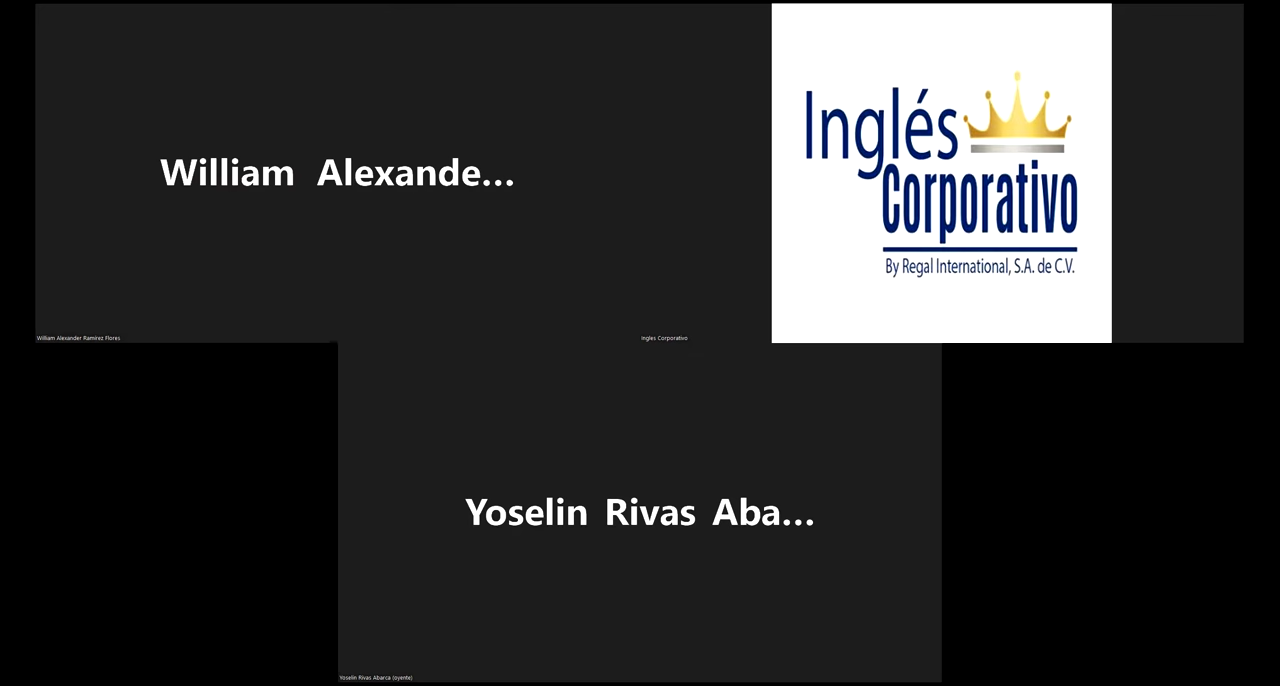 William Alexande...
Inglés
Corporativo
By Regal International, S.A. de C.V.
William Alexander Ramirez Flores
Ingles Corporativo
Yoselin Rivas Aba...
Yoselin Rivas Abarca (oyente)